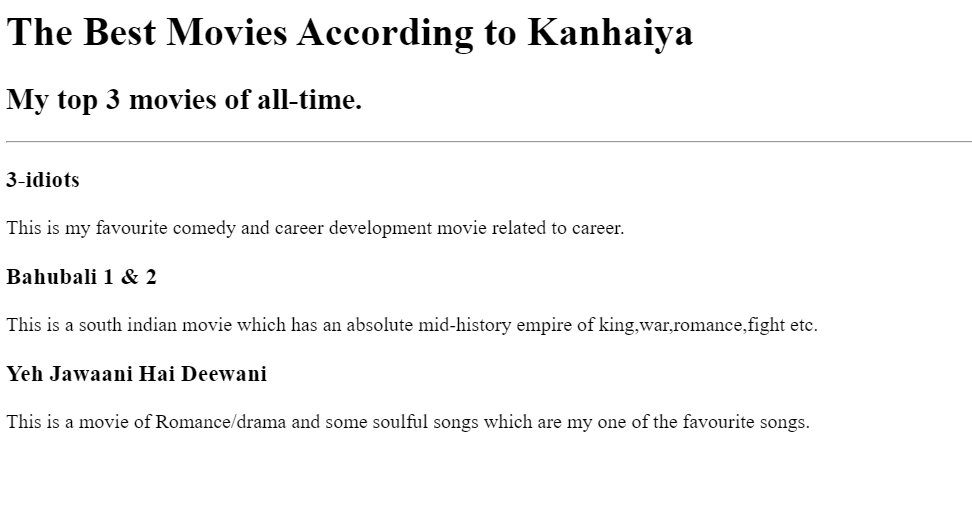 The Best Movies According to Kanhaiya
My top 3 movies of all-time.
3-idiots
This is my favourite comedy and career development movie related to career.
Bahubali 1 & 2
This is a south indian movie which has an absolute mid-history empire of king,war,romance,fight etc.
Yeh Jawaani Hai Deewani
This is a movie of Romance/drama and some soulful songs which are my one of the favourite songs.